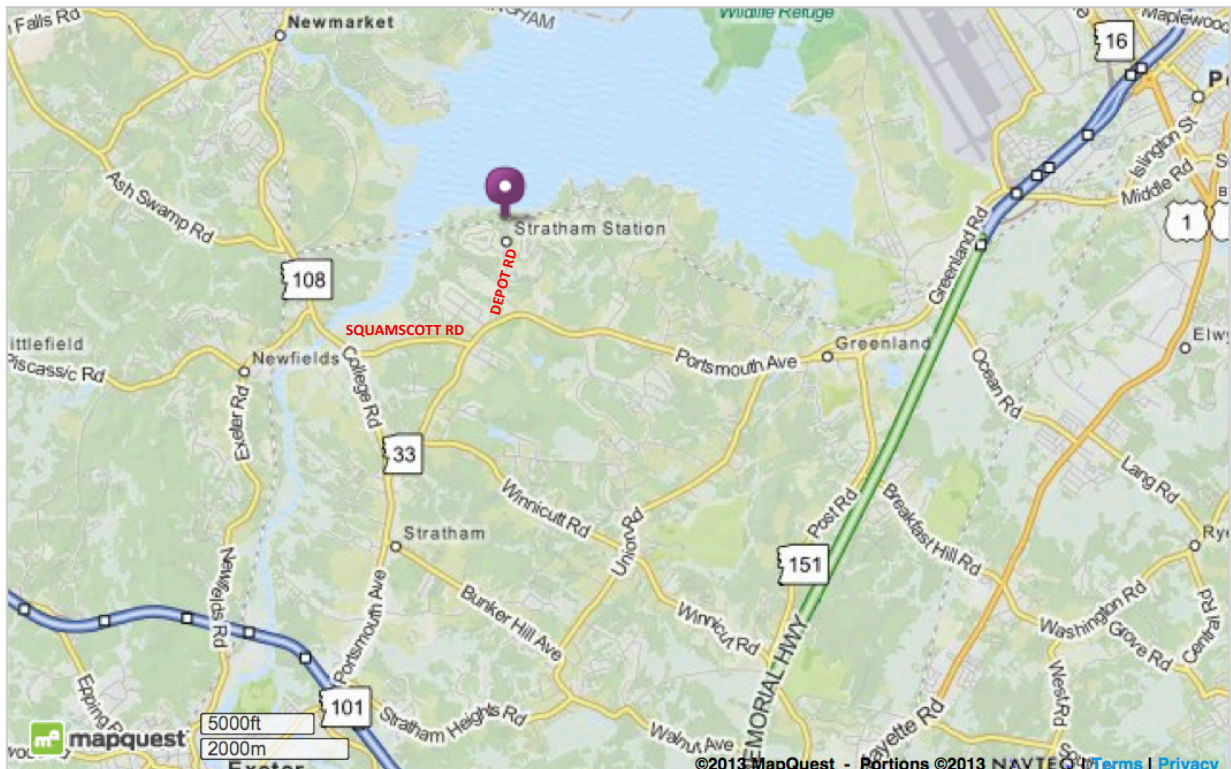 Falls Rd
Newmarket
Wildlife Refuge
Maplewood
16
Islington St
Middle Rd
1
Ash Swamp Rd
Stratham Station
108
DEPOT RD
Greenland Rd
SQUAMSCOTT RD
ittlefield
Piscassic Rd
Newfields
College Rd
Portsmouth Ave
Greenland
Elw
Ocean Rd
Exeter Rd
33
Winnicutt Rd
Lang Rd
Stratham
Union Rd
Post Rd
Breakfast Hill Rd
151
Newfields Rd
Bunker Hill Ave
Winnicut Rd
Washington Rd
Grove Rd
Central Rd
Portsmouth Ave
EMORIAL HWY
West Rd
101
Epping R
Stratham Heights Rd
Walnut Ave
ayette Rd
5000ft
2000m
mapquest
Exeter
©2013 MapQuest - Portions ©2013 NAVTEQ | Terms | Privacy